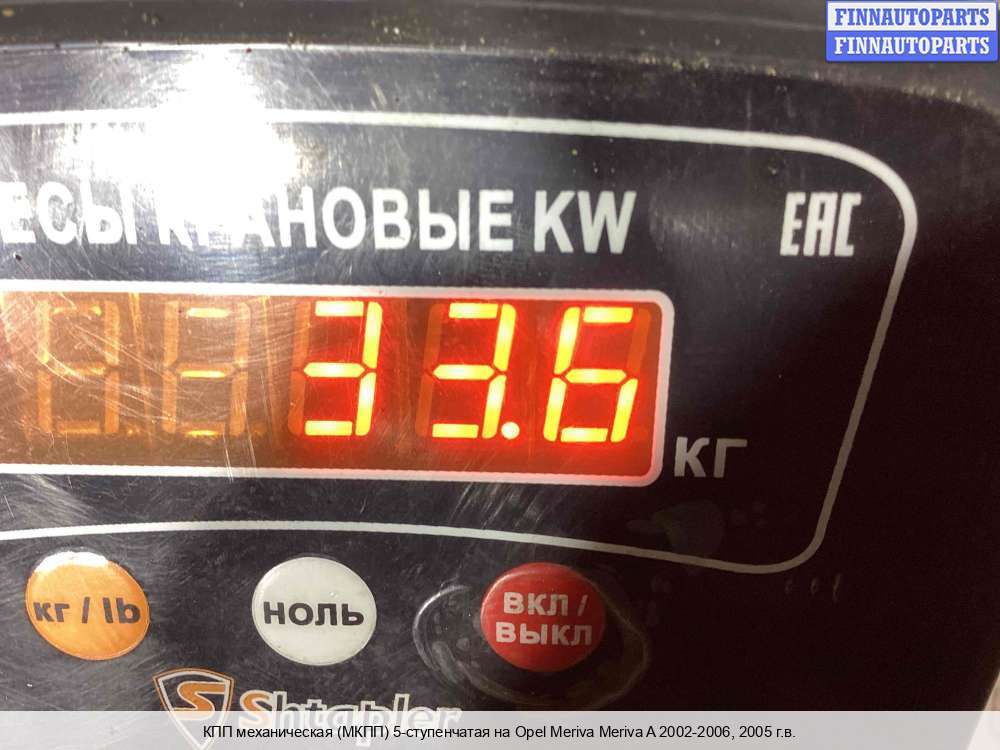 FINNAUTOPARTS
FINNAUTOPARTS
ЕСЫ КРАНОВЫЕ KW
EAC
33.6
кг
кг / lb
НОЛЬ
ВКЛ /
ВЫКЛ
Shtapler
КПП механическая (МКПП) 5-ступенчатая на Opel Meriva Meriva A 2002-2006, 2005 г.в.